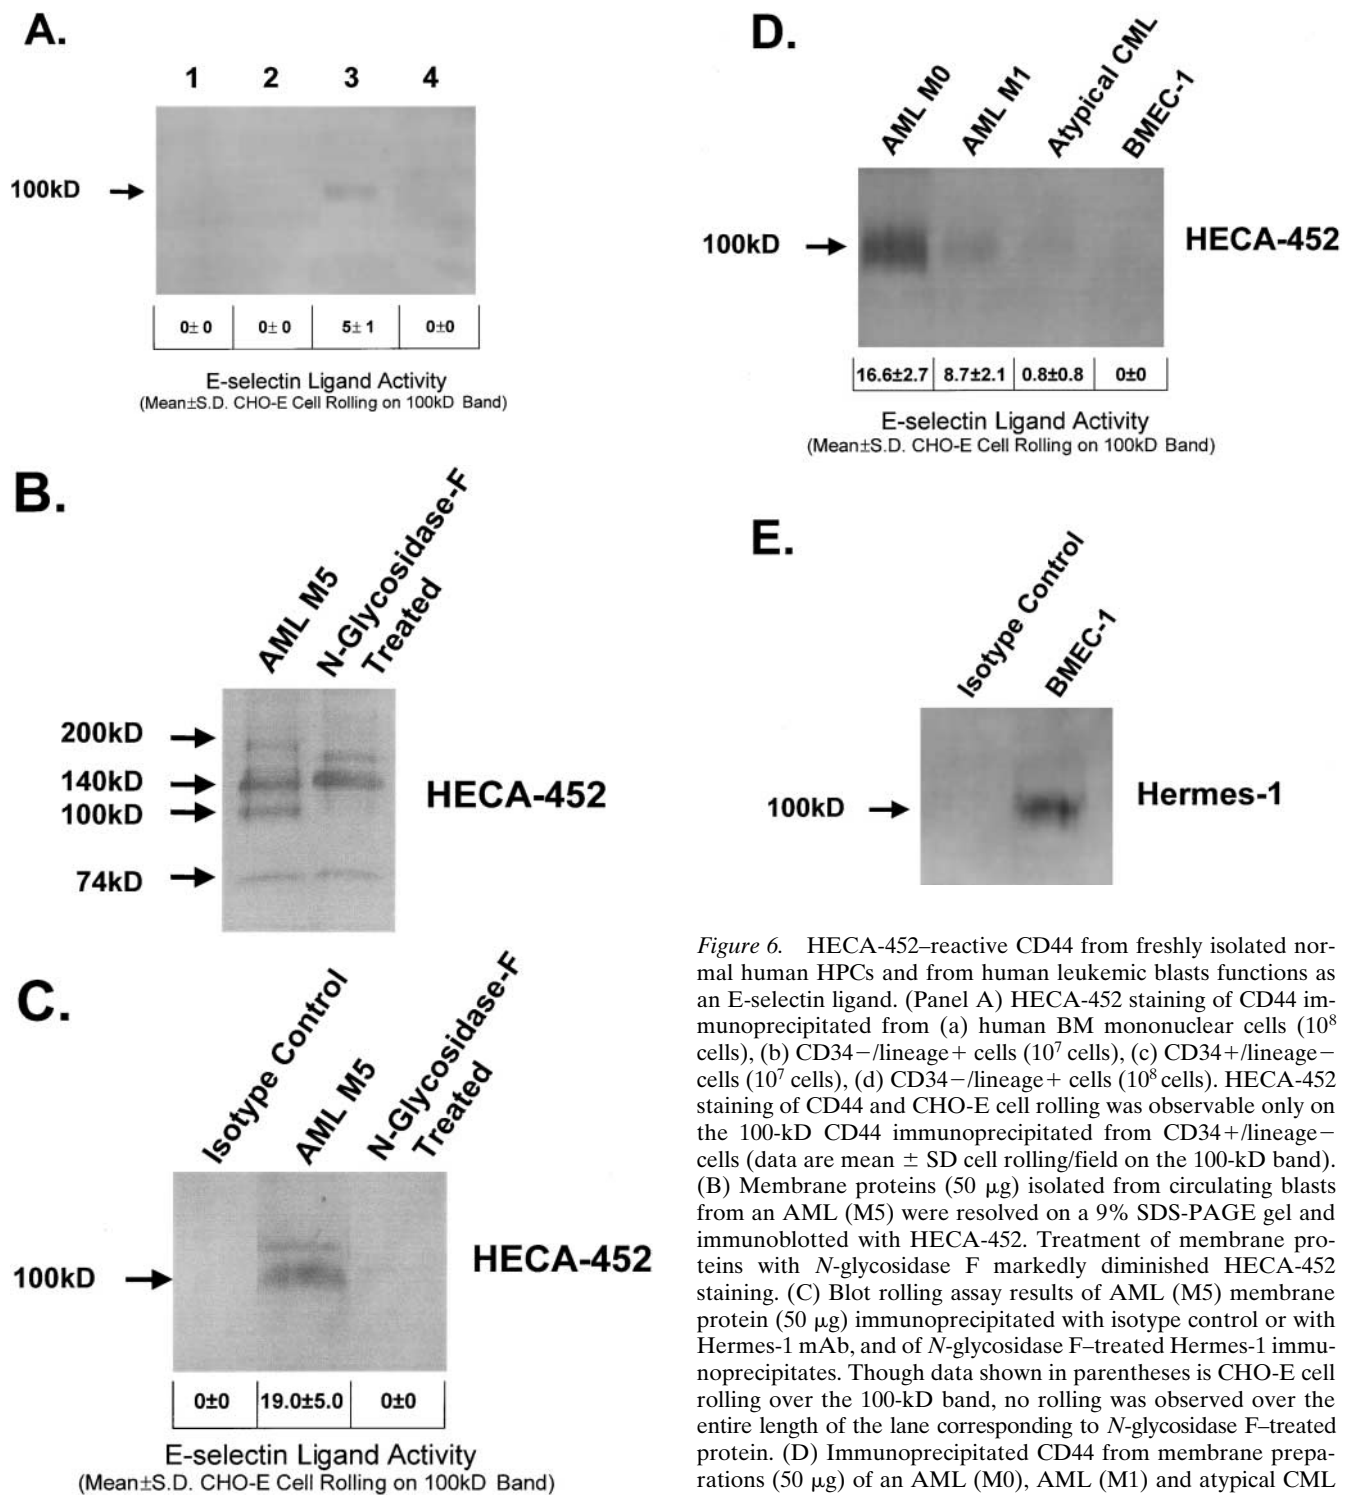 A.
1 2 3 4
100kD
0± 0 0± 0 5± 1 0±0
E-selectin Ligand Activity
(Mean±S.D. CHO-E Cell Rolling on 100kD Band)
B.
AML M5
N-Glycosidase-F
Treated
200kD
140kD
100kD
74kD
HECA-452
C.
Isotype Control
AML M5
N-Glycosidase-F
Treated
100kD
HECA-452
0±0 19.0±5.0 0±0
E-selectin Ligand Activity
(Mean±S.D. CHO-E Cell Rolling on 100kD Band)
D.
AML M0
AML M1
Atypical CML
BMEC-1
100kD
HECA-452
16.6±2.7 8.7±2.1 0.8±0.8 0±0
E-selectin Ligand Activity
(Mean±S.D. CHO-E Cell Rolling on 100kD Band)
E.
Isotype Control
BMEC-1
100kD
Hermes-1
Figure 6. HECA-452–reactive CD44 from freshly isolated nor-
mal human HPCs and from human leukemic blasts functions as
an E-selectin ligand. (Panel A) HECA-452 staining of CD44 im-
munoprecipitated from (a) human BM mononuclear cells (10⁸
cells), (b) CD34−/lineage+ cells (10⁷ cells), (c) CD34+/lineage−
cells (10⁷ cells), (d) CD34−/lineage+ cells (10⁸ cells). HECA-452
staining of CD44 and CHO-E cell rolling was observable only on
the 100-kD CD44 immunoprecipitated from CD34+/lineage−
cells (data are mean ± SD cell rolling/field on the 100-kD band).
(B) Membrane proteins (50 μg) isolated from circulating blasts
from an AML (M5) were resolved on a 9% SDS-PAGE gel and
immunoblotted with HECA-452. Treatment of membrane pro-
teins with N-glycosidase F markedly diminished HECA-452
staining. (C) Blot rolling assay results of AML (M5) membrane
protein (50 μg) immunoprecipitated with isotype control or with
Hermes-1 mAb, and of N-glycosidase F–treated Hermes-1 immu-
noprecipitates. Though data shown in parentheses is CHO-E cell
rolling over the 100-kD band, no rolling was observed over the
entire length of the lane corresponding to N-glycosidase F–treated
protein. (D) Immunoprecipitated CD44 from membrane prepa-
rations (50 μg) of an AML (M0), AML (M1) and atypical CML